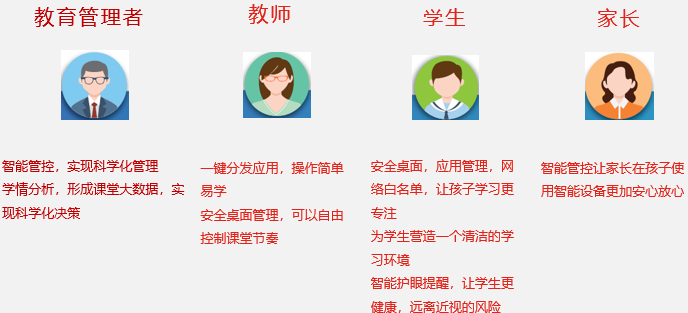 教育管理者
教师
学生
家长
智能管控，实现科学化管理
学情分析，形成课堂大数据，实
现科学化决策
一键分发应用，操作简单
易学
安全桌面管理，可以自由
控制课堂节奏
安全桌面，应用管理，网
络白名单，让孩子学习更
专注
为学生营造一个清洁的学
习环境
智能护眼提醒，让学生更
健康，远离近视的风险
智能管控让家长在孩子使
用智能设备更加安心放心